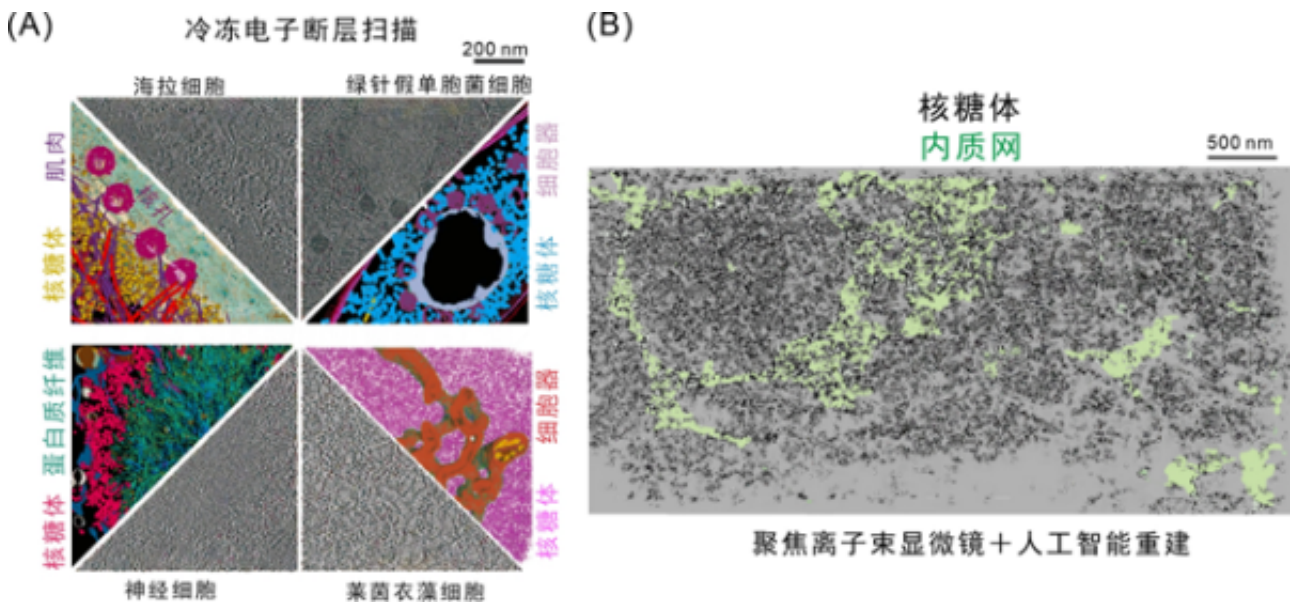 (A)
冷冻电子断层扫描
200 nm
海拉细胞
绿针假单胞菌细胞
肌肉
核糖体
核孔
细胞器
核糖体
蛋白质纤维
核糖体
细胞器
核糖体
神经细胞
莱茵衣藻细胞
(B)
核糖体
内质网
500 nm
聚焦离子束显微镜+人工智能重建